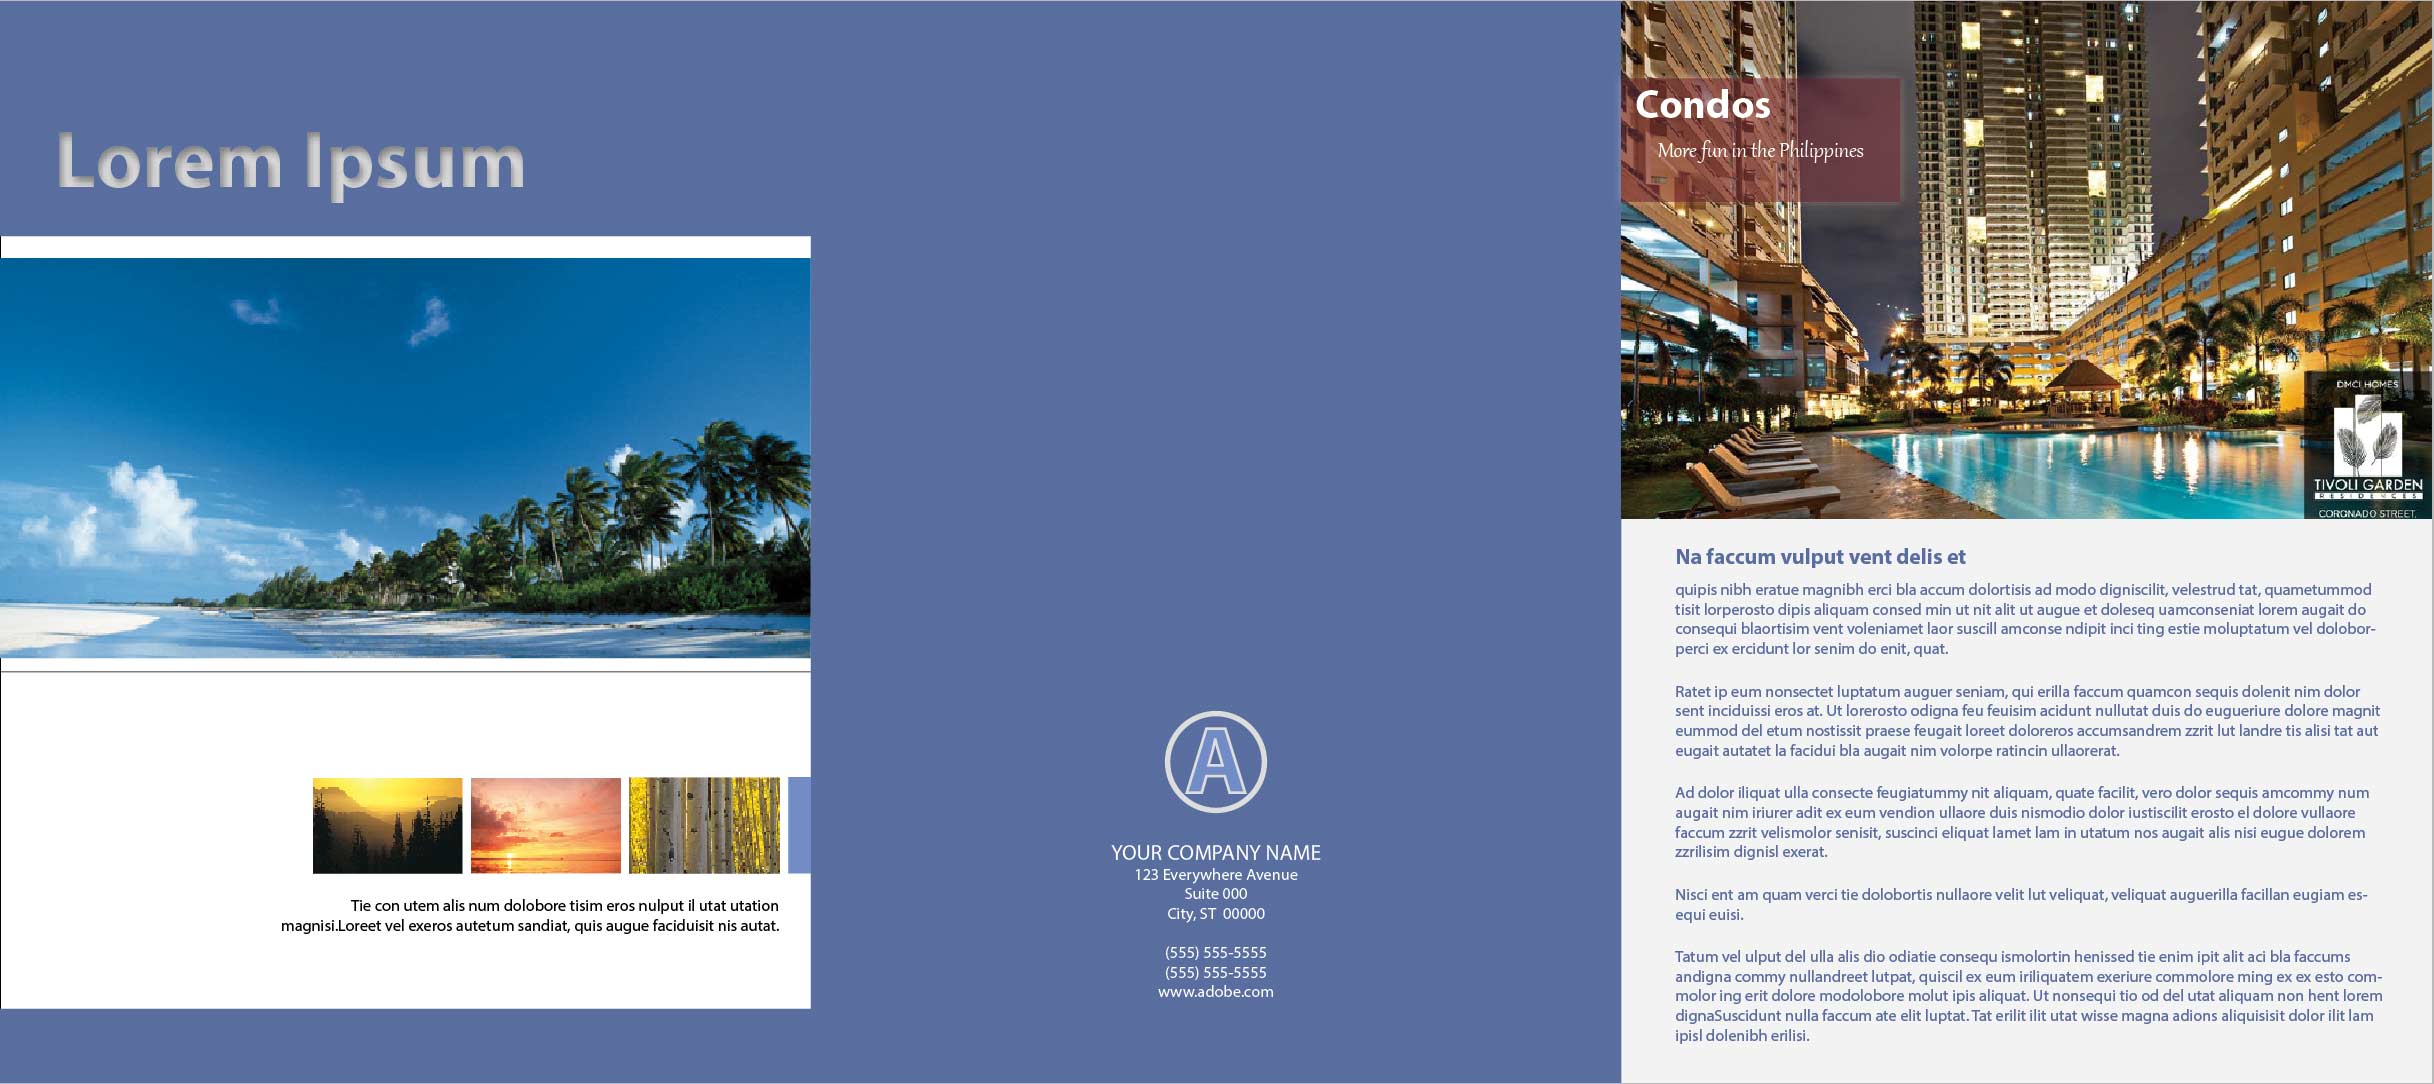 Lorem Ipsum
Tie con utem alis num dolobore tisim eros nulput il utat utation
magnisi.Loreet vel exeros autetum sandiat, quis augue faciduisit nis autat.
A
YOUR COMPANY NAME
123 Everywhere Avenue
Suite 000
City, ST  00000
(555) 555-5555
(555) 555-5555
www.adobe.com
Condos
More fun in the Philippines
DMCI HOMES
TIVOLI GARDEN
RESIDENCES
CORONADO STREET,
Na faccum vulput vent delis et
quipis nibh eratue magnibh erci bla accum dolortisis ad modo digniscilit, velestrud tat, quametummod
tisit lorperosto dipis aliquam consed min ut nit alit ut augue et doleseq uamconseniat lorem augait do
consequi blaortisim vent voleniamet laor suscill amconse ndipit inci ting estie moluptatum vel dolobor-
perci ex ercidunt lor senim do enit, quat.
Ratet ip eum nonsectet luptatum auguer seniam, qui erilla faccum quamcon sequis dolenit nim dolor
sent inciduissi eros at. Ut lorerosto odigna feu feuisim acidunt nullutat duis do eugueriure dolore magnit
eummod del etum nostissit praese feugait loreet doloreros accumsandrem zzrit lut landre tis alisi tat aut
eugait autatet la facidui bla augait nim volorpe ratincin ullaorerat.
Ad dolor iliquat ulla consecte feugiatummy nit aliquam, quate facilit, vero dolor sequis amcommy num
augait nim iriurer adit ex eum vendion ullaore duis nismodio dolor iustiscilit erosto el dolore vullaore
faccum zzrit velismolor senisit, suscinci eliquat lamet lam in utatum nos augait alis nisi eugue dolorem
zzrilisim dignisl exerat.
Nisci ent am quam verci tie dolobortis nullaore velit lut veliquat, veliquat auguerilla facillan eugiam es-
equi euisi.
Tatum vel ulput del ulla alis dio odiatie consequ ismolortin henissed tie enim ipit alit aci bla faccums
andigna commy nullandreet lutpat, quiscil ex eum iriliquatem exeriure commolore ming ex ex esto com-
molor ing erit dolore modolobore molut ipis aliquat. Ut nonsequi tio od del utat aliquam non hent lorem
dignaSuscidunt nulla faccum ate elit luptat. Tat erilit ilit utat wisse magna adions aliquisisit dolor ilit lam
ipisl dolenibh erilisi.